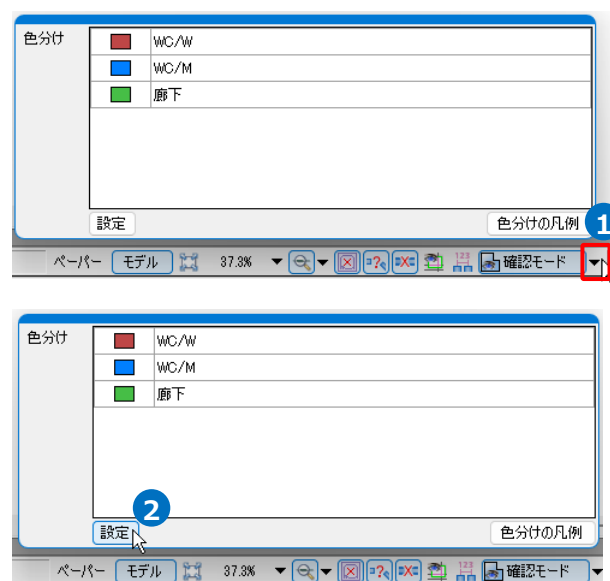 色分け
WC/W
WC/M
廊下
設定
色分けの凡例
1
ペーパー モデル 37.3% 123 確認モード
色分け
WC/W
WC/M
廊下
2
設定
色分けの凡例
ペーパー モデル 37.3% 123 確認モード